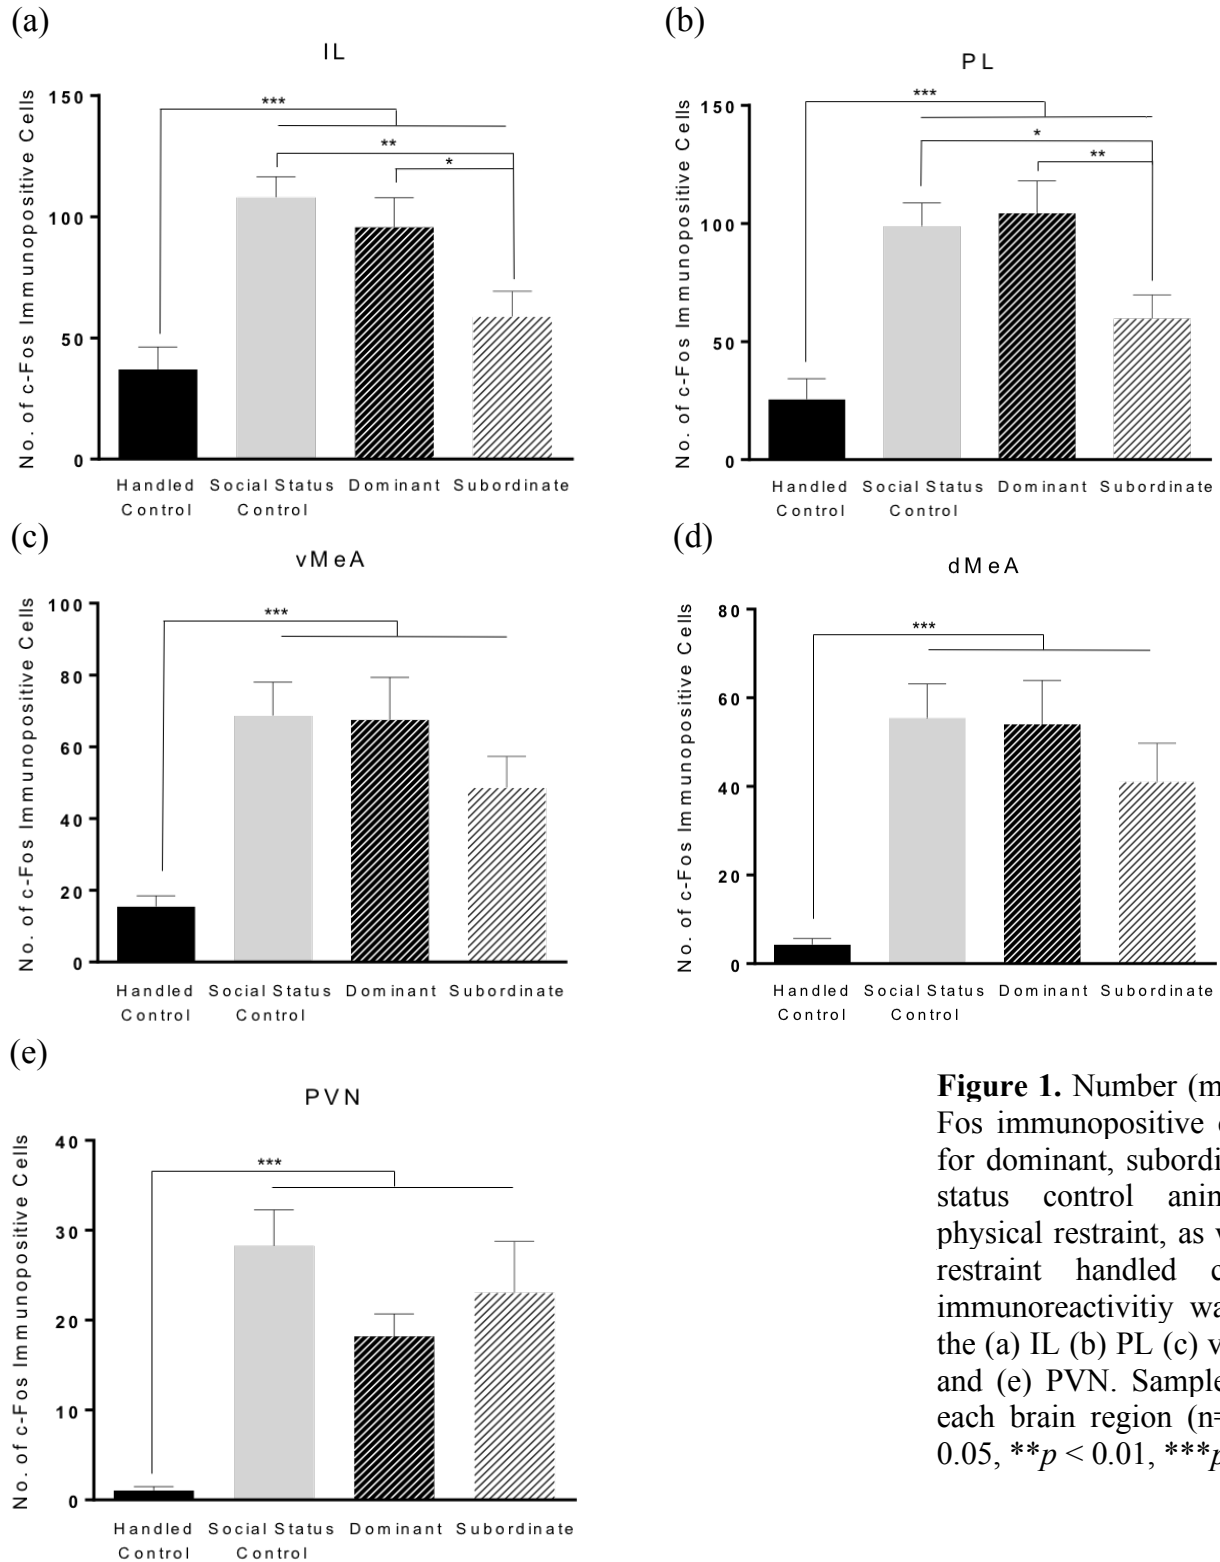 (a)
IL
No. of c-Fos Immunopositive Cells
150
100
50
0
***
**
*
Handled Social Status Dominant Subordinate
Control Control
(b)
PL
No. of c-Fos Immunopositive Cells
150
100
50
0
***
*
**
Handled Social Status Dominant Subordinate
Control Control
(c)
vMeA
No. of c-Fos Immunopositive Cells
100
80
60
40
20
0
***
Handled Social Status Dominant Subordinate
Control Control
(d)
dMeA
No. of c-Fos Immunopositive Cells
80
60
40
20
0
***
Handled Social Status Dominant Subordinate
Control Control
(e)
PVN
No. of c-Fos Immunopositive Cells
40
30
20
10
0
***
Handled Social Status Dominant Subordinate
Control Control
Figure 1. Number (m
Fos immunopositive
for dominant, subordi
status control anim
physical restraint, as
restraint handled c
immunoreactivitiy wa
the (a) IL (b) PL (c) v
and (e) PVN. Sample
each brain region (n=
0.05, **p < 0.01, ***p